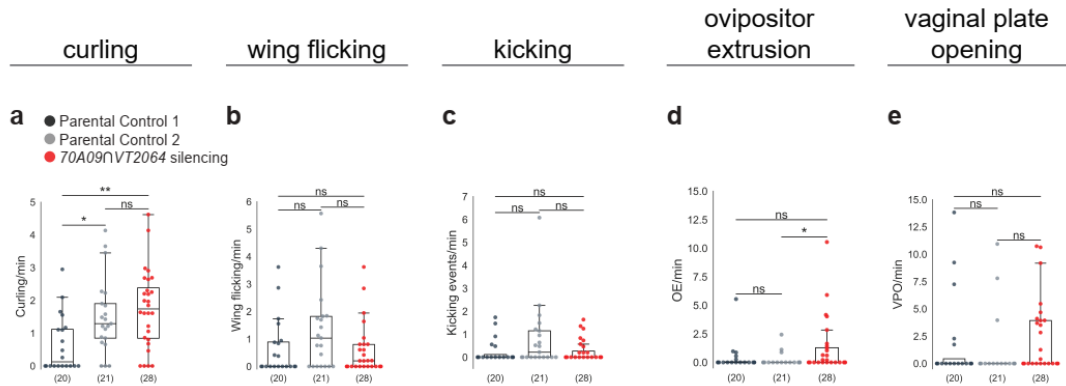 curling
wing flicking
kicking
ovipositor
extrusion
vaginal plate
opening
a
● Parental Control 1
● Parental Control 2
● 70A09∩VT2064 silencing
**
ns
*
5
4
3
2
1
0
Curling/min
(20)
(21)
(28)
b
ns
ns
ns
6
5
4
3
2
1
0
Wing flicking/min
(20)
(21)
(28)
c
ns
ns
ns
7
6
5
4
3
2
1
0
Kicking events/min
(20)
(21)
(28)
d
15.0
12.5
10.0
7.5
5.0
2.5
0.0
OE/min
ns
*
ns
(20)
(21)
(28)
e
15.0
12.5
10.0
7.5
5.0
2.5
0.0
VPO/min
ns
ns
ns
(20)
(21)
(28)